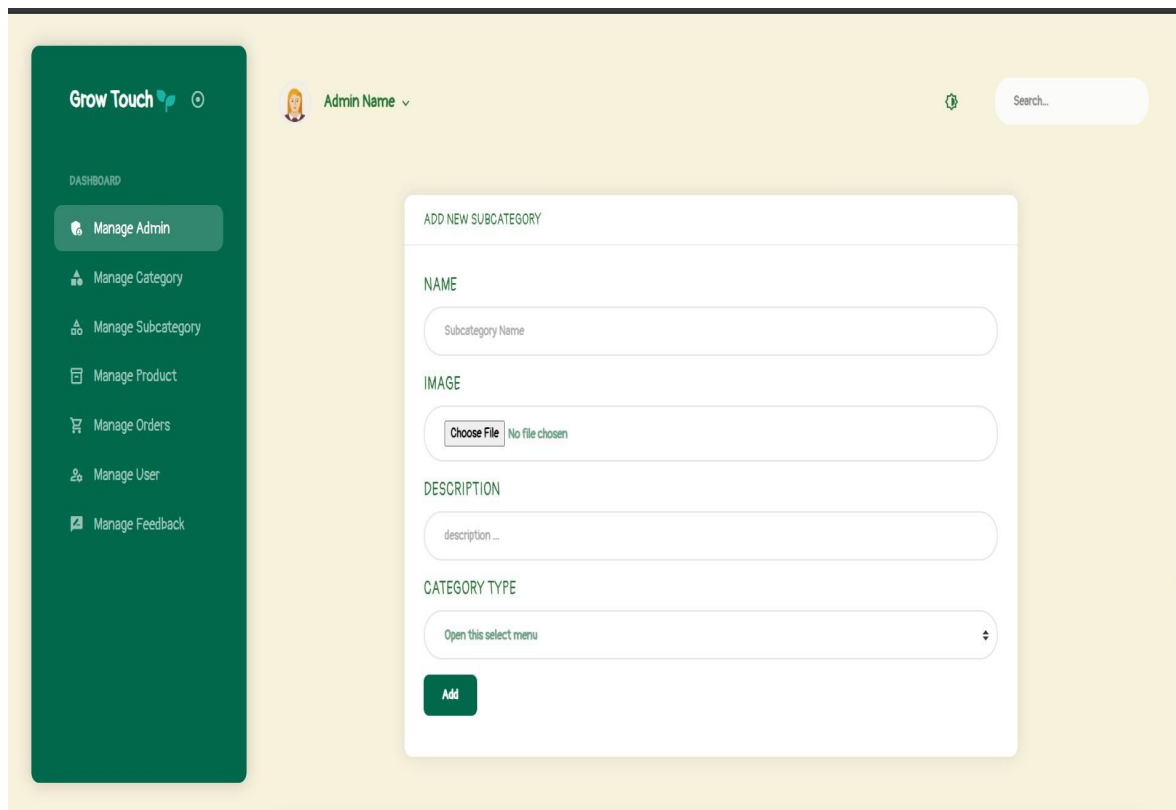 Grow Touch
Admin Name
Search...
DASHBOARD
Manage Admin
Manage Category
Manage Subcategory
Manage Product
Manage Orders
Manage User
Manage Feedback
ADD NEW SUBCATEGORY
NAME
Subcategory Name
IMAGE
Choose File No file chosen
DESCRIPTION
description ...
CATEGORY TYPE
Open this select menu
Add